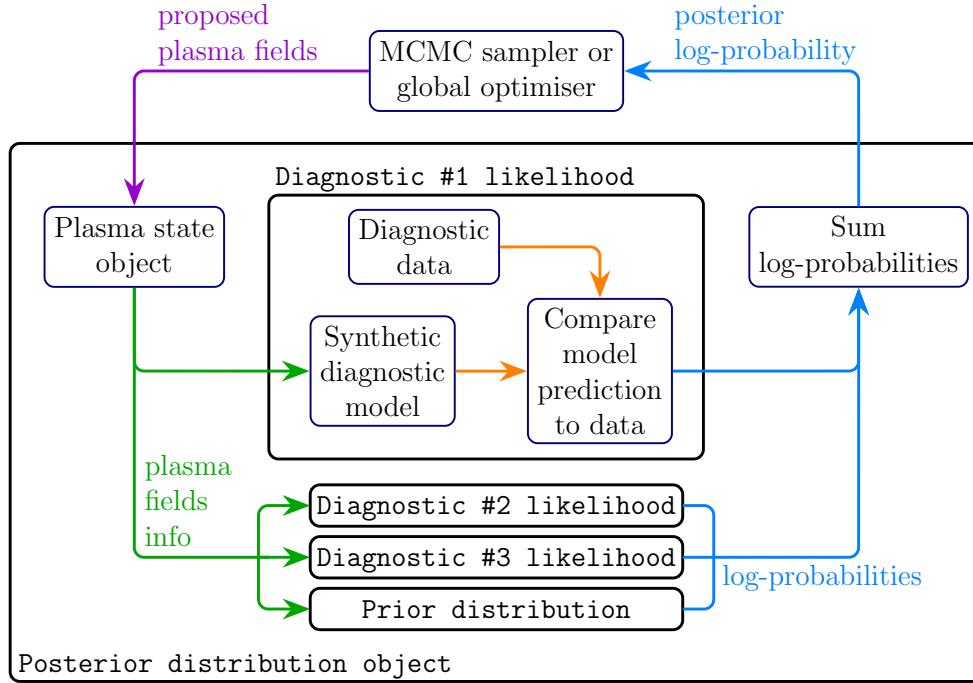 proposed
plasma fields
MCMC sampler or
global optimiser
posterior
log-probability
Diagnostic #1 likelihood
Plasma state
object
Diagnostic
data
Sum
log-probabilities
Synthetic
diagnostic
model
Compare
model
prediction
to data
plasma
fields
info
Diagnostic #2 likelihood
Diagnostic #3 likelihood
Prior distribution
log-probabilities
Posterior distribution object